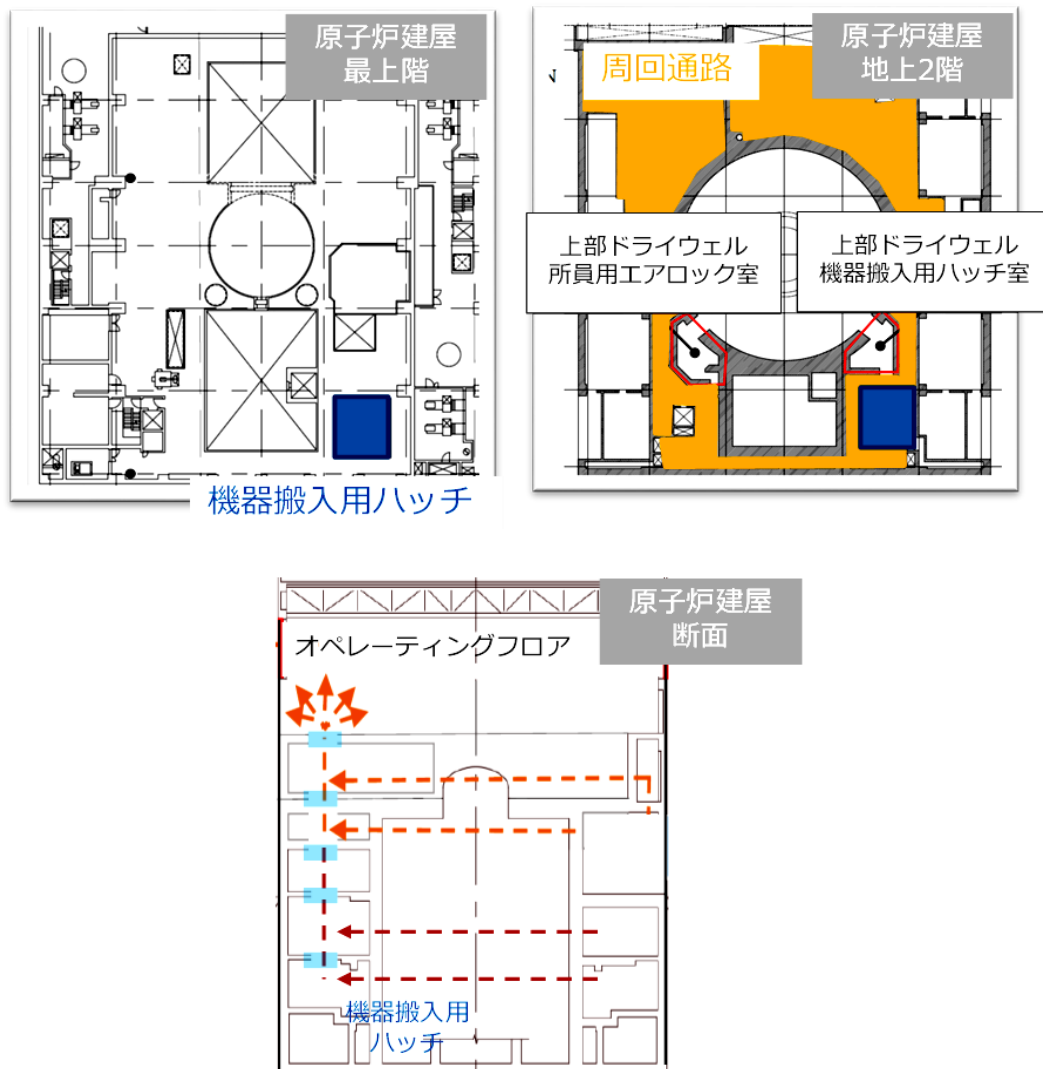 原子炉建屋
最上階
機器搬入用ハッチ
周回通路
原子炉建屋
地上2階
上部ドライウェル
所員用エアロック室
上部ドライウェル
機器搬入用ハッチ室
原子炉建屋
断面
オペレーティングフロア
機器搬入用
ハッチ